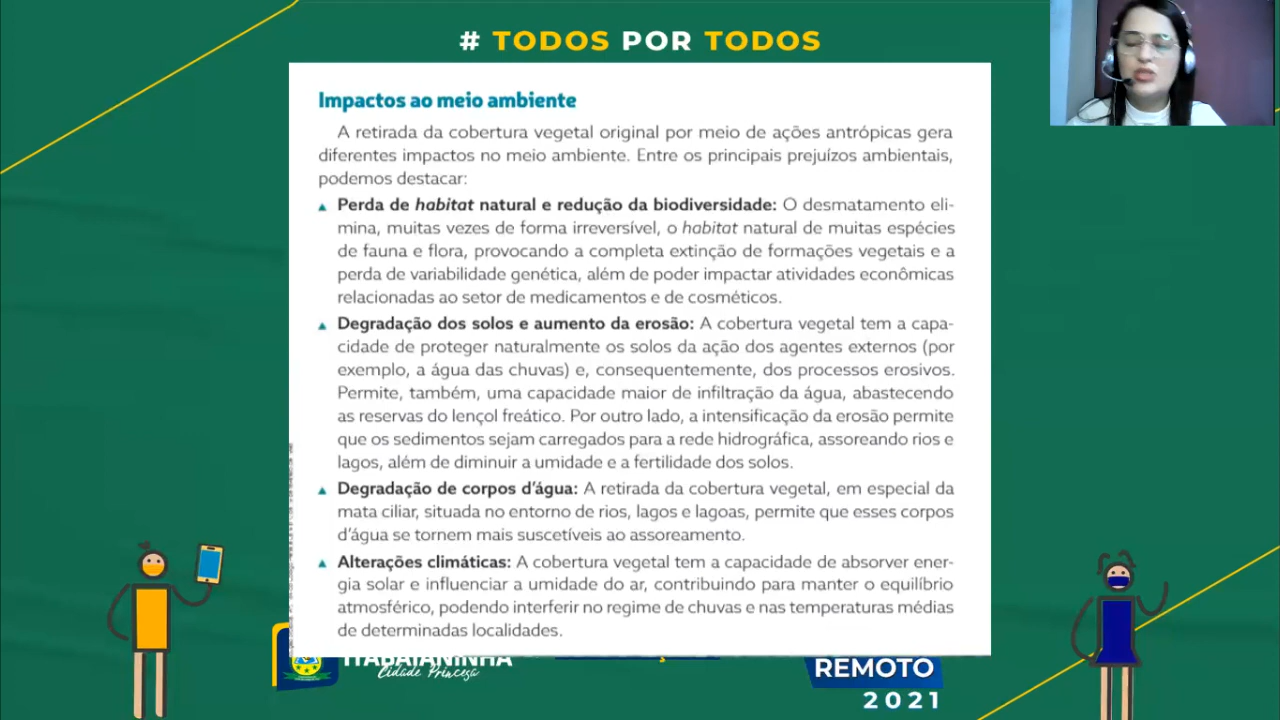 # TODOS POR TODOS
Impactos ao meio ambiente
A retirada da cobertura vegetal original por meio de ações antrópicas gera
diferentes impactos no meio ambiente. Entre os principais prejuízos ambientais,
podemos destacar:
Perda de habitat natural e redução da biodiversidade: O desmatamento eli-
mina, muitas vezes de forma irreversível, o habitat natural de muitas espécies
de fauna e flora, provocando a completa extinção de formações vegetais e a
perda de variabilidade genética, além de poder impactar atividades econômicas
relacionadas ao setor de medicamentos e de cosméticos.
Degradação dos solos e aumento da erosão: A cobertura vegetal tem a capa-
cidade de proteger naturalmente os solos da ação dos agentes externos (por
exemplo, a água das chuvas) e, consequentemente, dos processos erosivos.
Permite, também, uma capacidade maior de infiltração da água, abastecendo
as reservas do lençol freático. Por outro lado, a intensificação da erosão permite
que os sedimentos sejam carregados para a rede hidrográfica, assoreando rios e
lagos, além de diminuir a umidade e a fertilidade dos solos.
Degradação de corpos d'água: A retirada da cobertura vegetal, em especial da
mata ciliar, situada no entorno de rios, lagos e lagoas, permite que esses corpos
d'água se tornem mais suscetíveis ao assoreamento.
Alterações climáticas: A cobertura vegetal tem a capacidade de absorver ener-
gia solar e influenciar a umidade do ar, contribuindo para manter o equilíbrio
atmosférico, podendo interferir no regime de chuvas e nas temperaturas médias
de determinadas localidades.
ITABAIANINHA
Cidade Princesa
REMOTO
2021